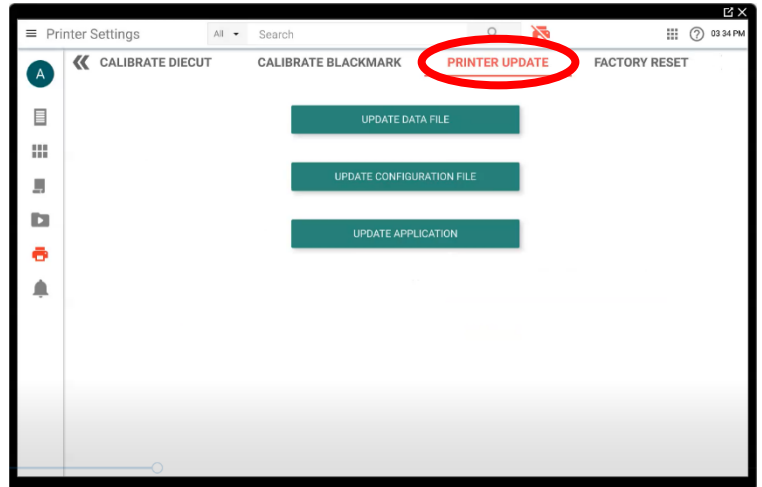 Printer Settings All Search 03 34 PM
A CALIBRATE DIECUT CALIBRATE BLACKMARK PRINTER UPDATE FACTORY RESET
UPDATE DATA FILE
UPDATE CONFIGURATION FILE
UPDATE APPLICATION